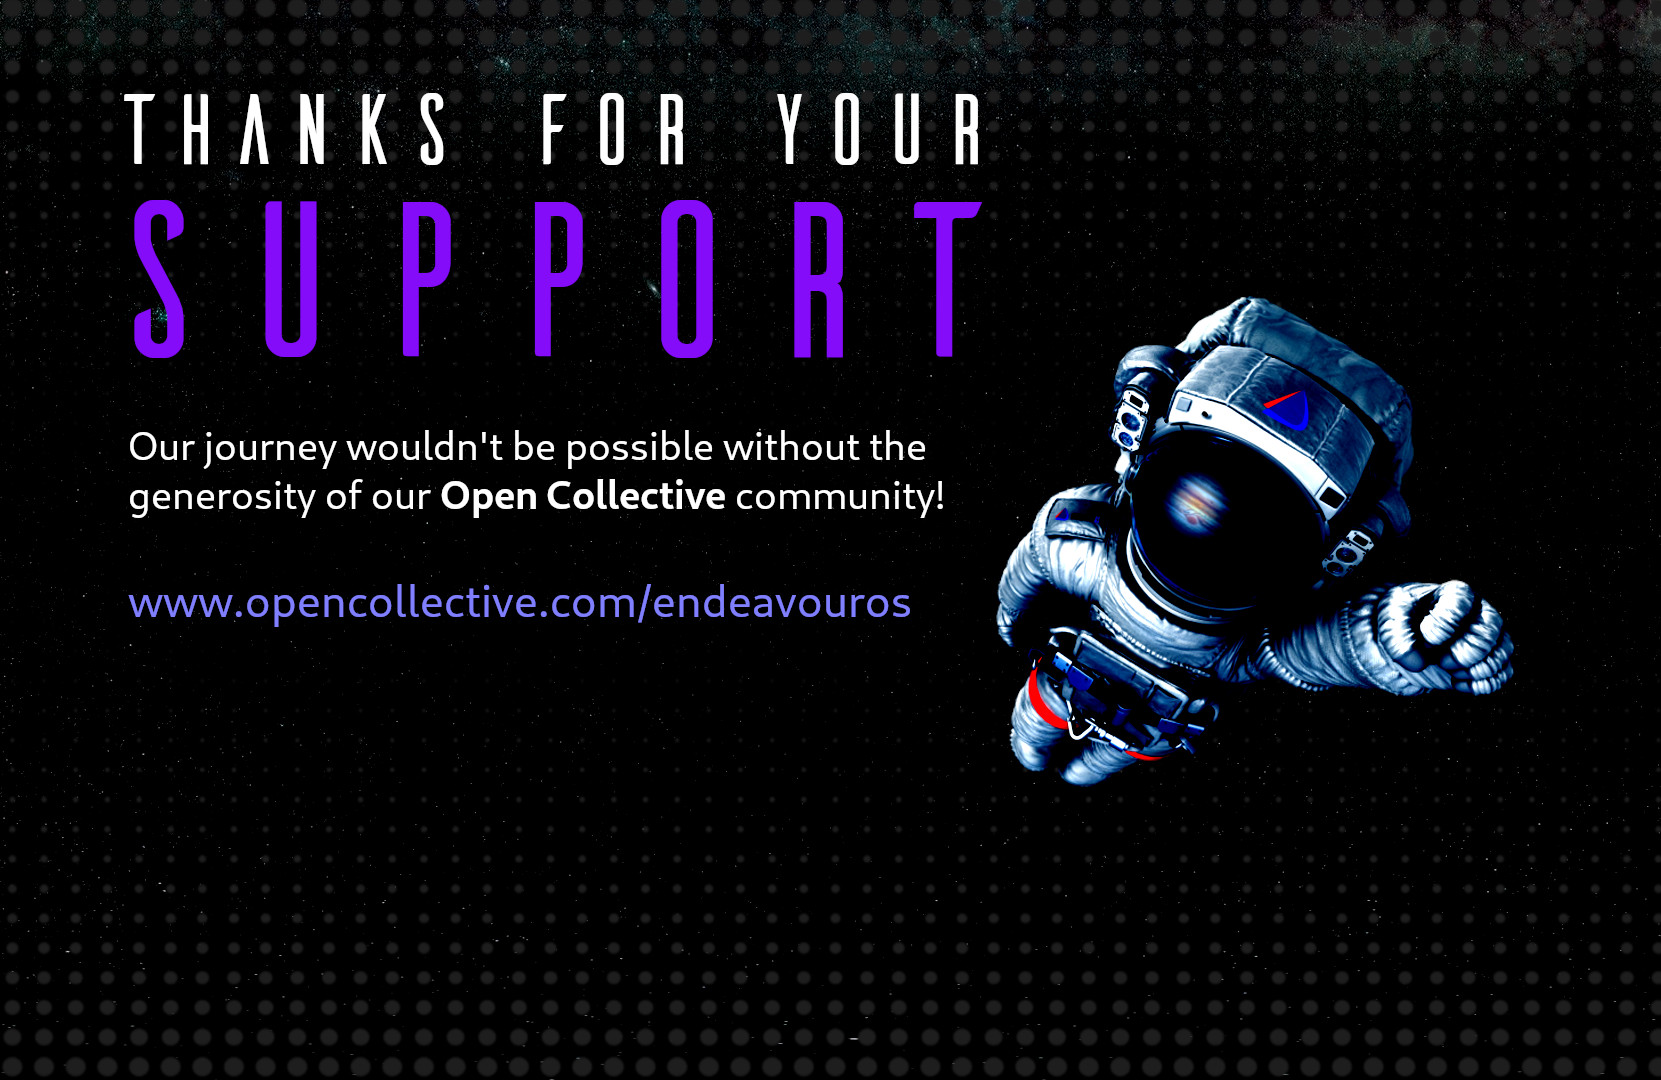 THANKS FOR YOUR
SUPPORT
Our journey wouldn't be possible without the
generosity of our Open Collective community!
www.opencollective.com/endeavouros